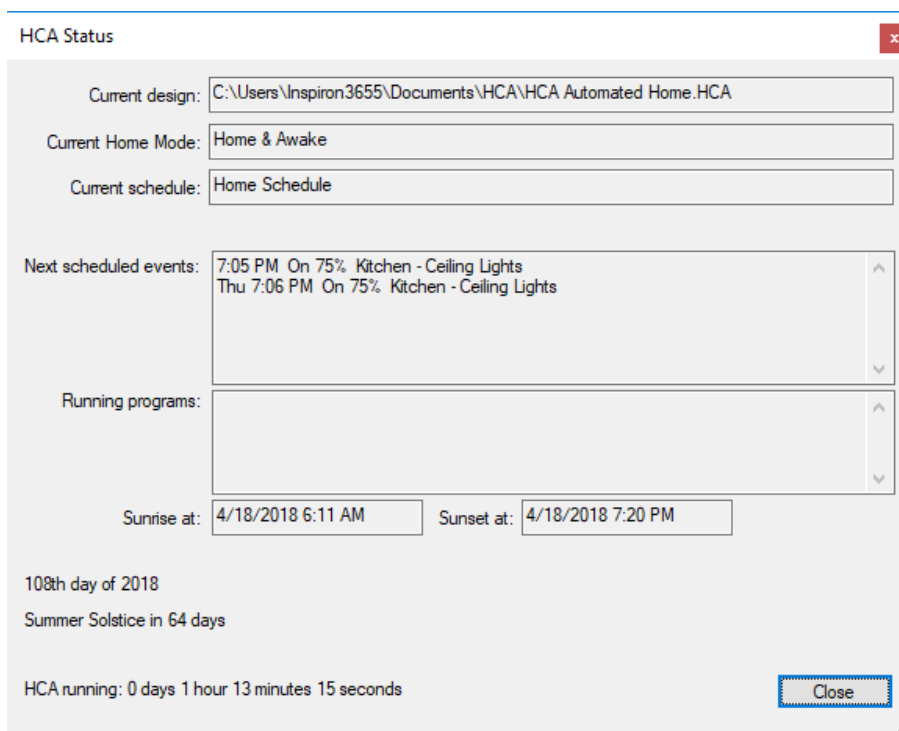 HCA Status
x
Current design: C:\Users\Inspiron3655\Documents\HCA\HCA Automated Home.HCA
Current Home Mode: Home & Awake
Current schedule: Home Schedule
Next scheduled events: 7:05 PM On 75% Kitchen - Ceiling Lights
Thu 7:06 PM On 75% Kitchen - Ceiling Lights
Running programs:
Sunrise at: 4/18/2018 6:11 AM Sunset at: 4/18/2018 7:20 PM
108th day of 2018
Summer Solstice in 64 days
HCA running: 0 days 1 hour 13 minutes 15 seconds Close